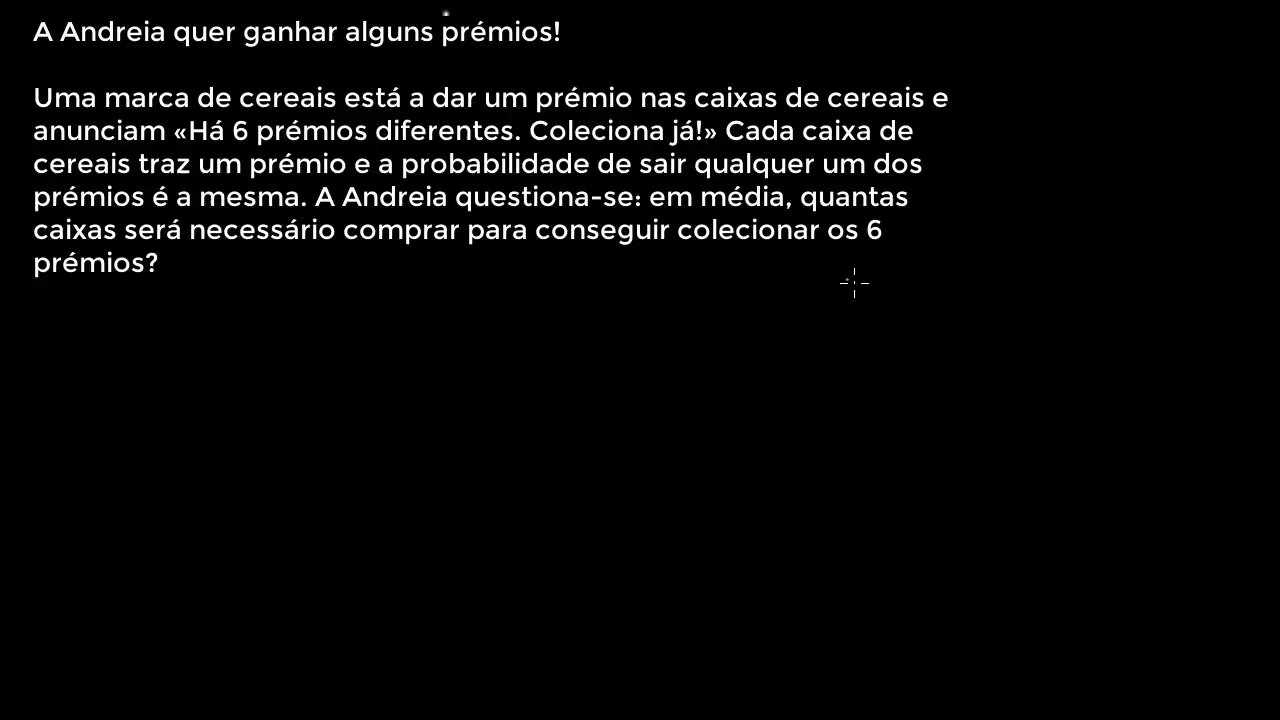 A Andreia quer ganhar alguns prémios!
Uma marca de cereais está a dar um prémio nas caixas de cereais e
anunciam «Há 6 prémios diferentes. Coleciona já!» Cada caixa de
cereais traz um prémio e a probabilidade de sair qualquer um dos
prémios é a mesma. A Andreia questiona-se: em média, quantas
caixas será necessário comprar para conseguir colecionar os 6
prémios?